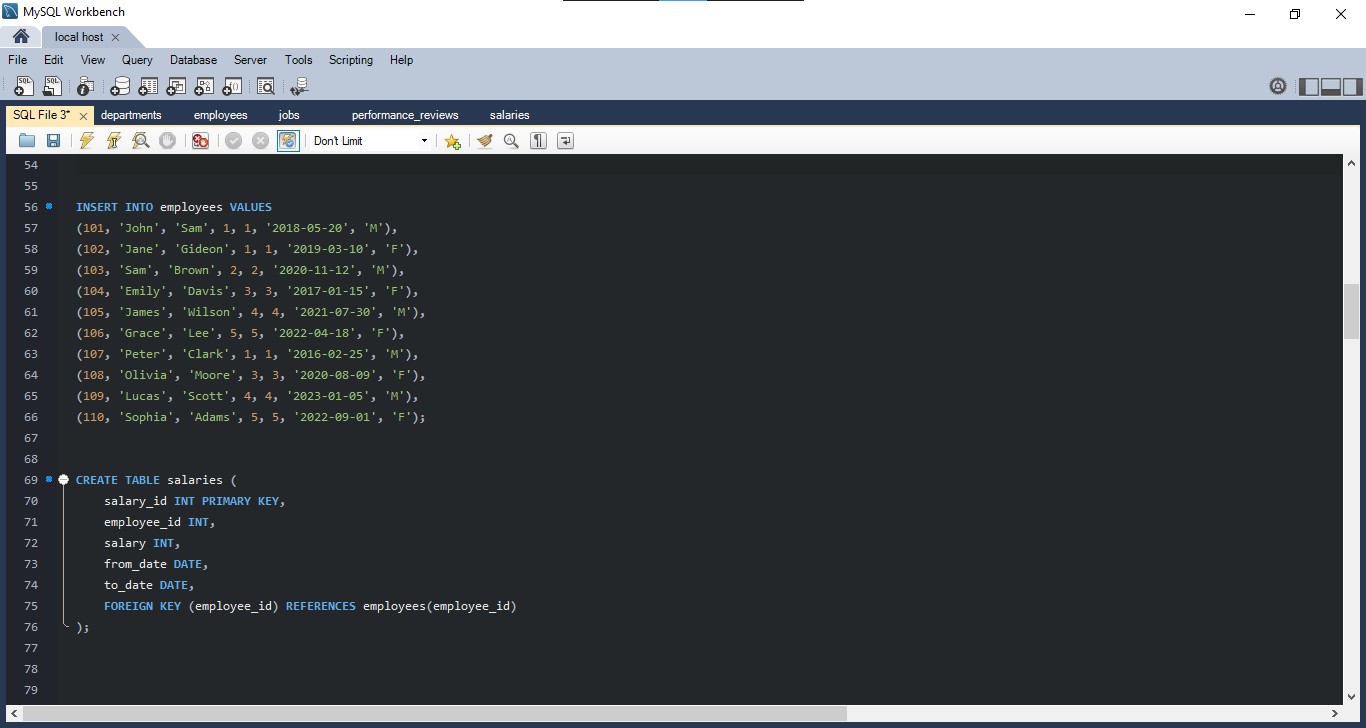 MySQL Workbench
local host
File Edit View Query Database Server Tools Scripting Help
SQL File 3* departments employees jobs performance_reviews salaries
Don't Limit
54
55
56 INSERT INTO employees VALUES
57 (101, 'John', 'Sam', 1, 1, '2018-05-20', 'M'),
58 (102, 'Jane', 'Gideon', 1, 1, '2019-03-10', 'F'),
59 (103, 'Sam', 'Brown', 2, 2, '2020-11-12', 'M'),
60 (104, 'Emily', 'Davis', 3, 3, '2017-01-15', 'F'),
61 (105, 'James', 'Wilson', 4, 4, '2021-07-30', 'M'),
62 (106, 'Grace', 'Lee', 5, 5, '2022-04-18', 'F'),
63 (107, 'Peter', 'Clark', 1, 1, '2016-02-25', 'M'),
64 (108, 'Olivia', 'Moore', 3, 3, '2020-08-09', 'F'),
65 (109, 'Lucas', 'Scott', 4, 4, '2023-01-05', 'M'),
66 (110, 'Sophia', 'Adams', 5, 5, '2022-09-01', 'F');
67
68
69 CREATE TABLE salaries (
70 salary_id INT PRIMARY KEY,
71 employee_id INT,
72 salary INT,
73 from_date DATE,
74 to_date DATE,
75 FOREIGN KEY (employee_id) REFERENCES employees(employee_id)
76 );
77
78
79